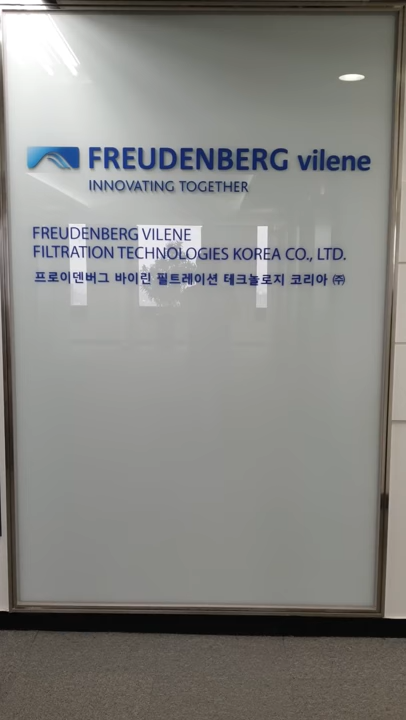 FREUDENBERG vilene
INNOVATING TOGETHER
FREUDENBERG VILENE
FILTRATION TECHNOLOGIES KOREA CO., LTD.
프로이덴버그 바이린 필트레이션 테크놀로지 코리아 ㈜